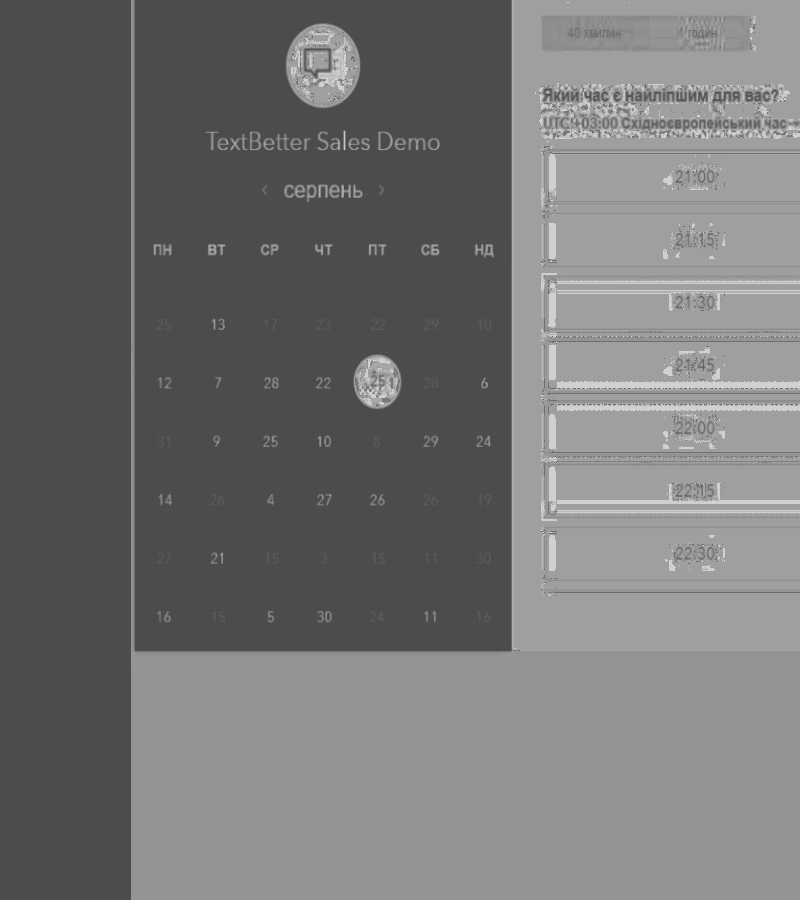 TextBetter Sales Demo
‹ серпень ›
ПН ВТ СР ЧТ ПТ СБ НД
25 13 17 23 22 29 10
12 7 28 22 25 28 6
31 9 25 10 8 29 24
14 26 4 27 26 26 19
27 21 15 3 15 11 30
16 15 5 30 24 11 16
40 хвилин годин
Який час є найліпшим для вас?
UTC +03:00 Східноєвропейський час
21:00
21:15
21:30
21:45
22:00
22:15
22:30